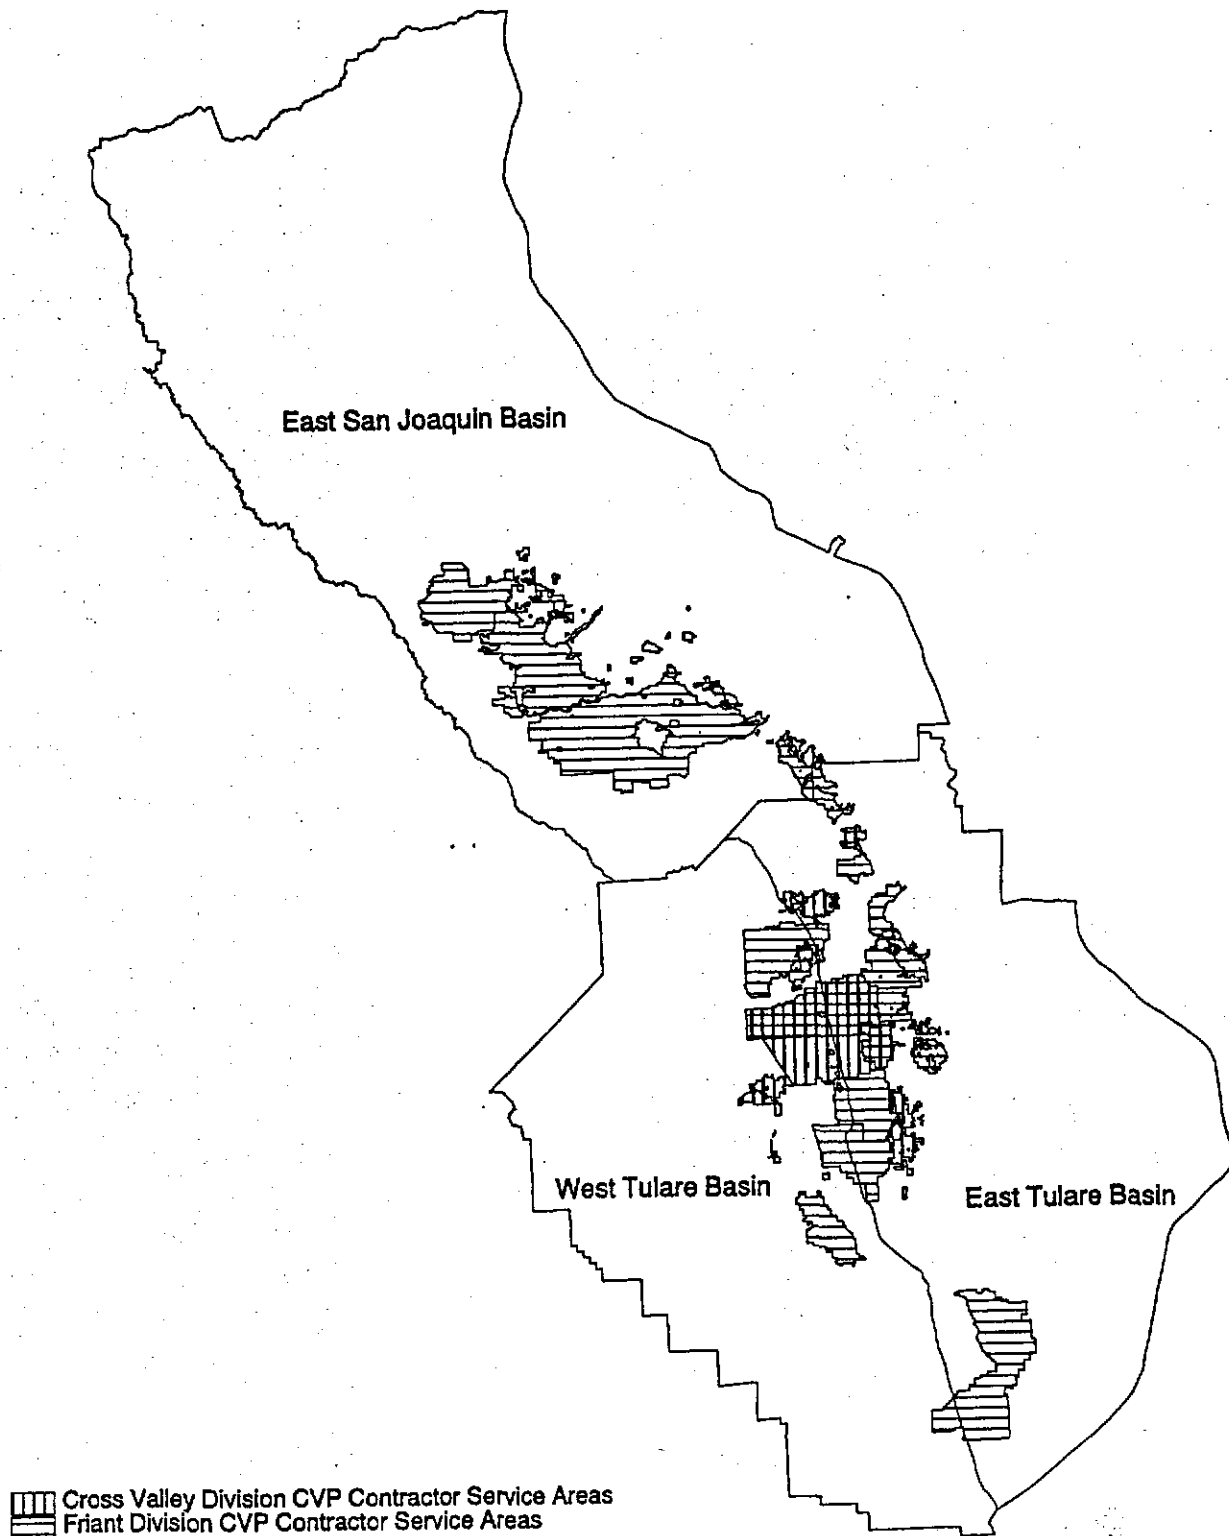 East San Joaquin Basin
West Tulare Basin
East Tulare Basin
Cross Valley Division CVP Contractor Service Areas
Friant Division CVP Contractor Service Areas